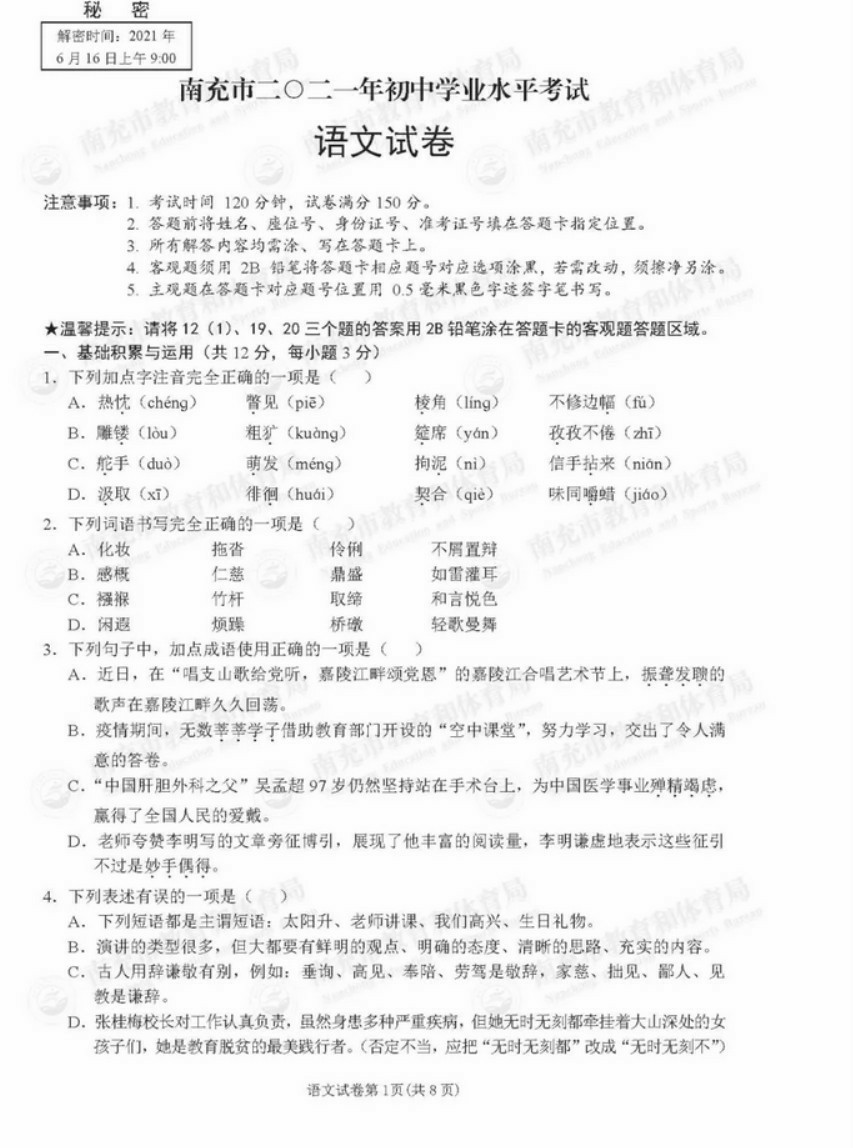 秘 密
解密时间：2021 年
6 月 16 日上午 9:00
南充市二〇二一年初中学业水平考试
语文试卷
注意事项：1. 考试时间 120 分钟，试卷满分 150 分。
2. 答题前将姓名、座位号、身份证号、准考证号填在答题卡指定位置。
3. 所有解答内容均需涂、写在答题卡上。
4. 客观题须用 2B 铅笔将答题卡相应题号对应选项涂黑，若需改动，须擦净另涂。
5. 主观题在答题卡对应题号位置用 0.5 毫米黑色字迹签字笔书写。
★温馨提示：请将 12（1）、19、20 三个题的答案用 2B 铅笔涂在答题卡的客观题答题区域。
一、基础积累与运用（共 12 分，每小题 3 分）
1．下列加点字注音完全正确的一项是（ ）
A．热忱（chéng） 瞥见（piē） 棱角（líng） 不修边幅（fú）
B．雕镂（lòu） 粗犷（kuàng） 筵席（yán） 孜孜不倦（zhī）
C．舵手（duò） 萌发（méng） 拘泥（nì） 信手拈来（niān）
D．汲取（xī） 徘徊（huái） 契合（qiè） 味同嚼蜡（jiáo）
2．下列词语书写完全正确的一项是（ ）
A．化妆 拖沓 伶俐 不屑置辩
B．感概 仁慈 鼎盛 如雷灌耳
C．襁褓 竹杆 取缔 和言悦色
D．闲遐 烦躁 桥墩 轻歌曼舞
3．下列句子中，加点成语使用正确的一项是（ ）
A．近日，在“唱支山歌给党听，嘉陵江畔颂党恩”的嘉陵江合唱艺术节上，振聋发聩的
歌声在嘉陵江畔久久回荡。
B．疫情期间，无数莘莘学子借助教育部门开设的“空中课堂”，努力学习，交出了令人满
意的答卷。
C．“中国肝胆外科之父”吴孟超 97 岁仍然坚持站在手术台上，为中国医学事业殚精竭虑，
赢得了全国人民的爱戴。
D．老师夸赞李明写的文章旁征博引，展现了他丰富的阅读量，李明谦虚地表示这些征引
不过是妙手偶得。
4．下列表述有误的一项是（ ）
A．下列短语都是主谓短语：太阳升、老师讲课、我们高兴、生日礼物。
B．演讲的类型很多，但大都要有鲜明的观点、明确的态度、清晰的思路、充实的内容。
C．古人用辞谦敬有别，例如：垂询、高见、奉陪、劳驾是敬辞，家慈、拙见、鄙人、见
教是谦辞。
D．张桂梅校长对工作认真负责，虽然身患多种严重疾病，但她无时无刻都牵挂着大山深处的女
孩子们，她是教育脱贫的最美践行者。（否定不当，应把“无时无刻都”改成“无时无刻不”）
语文试卷第 1页(共 8 页)
南充市教育和体育局
Nanchong Education and Sports Bureau